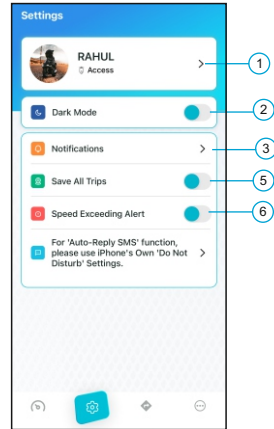 Settings
RAHUL
Access
1
Dark Mode
2
Notifications
3
Save All Trips
5
Speed Exceeding Alert
6
For 'Auto-Reply SMS' function,
please use iPhone's Own 'Do Not
Disturb' Settings.